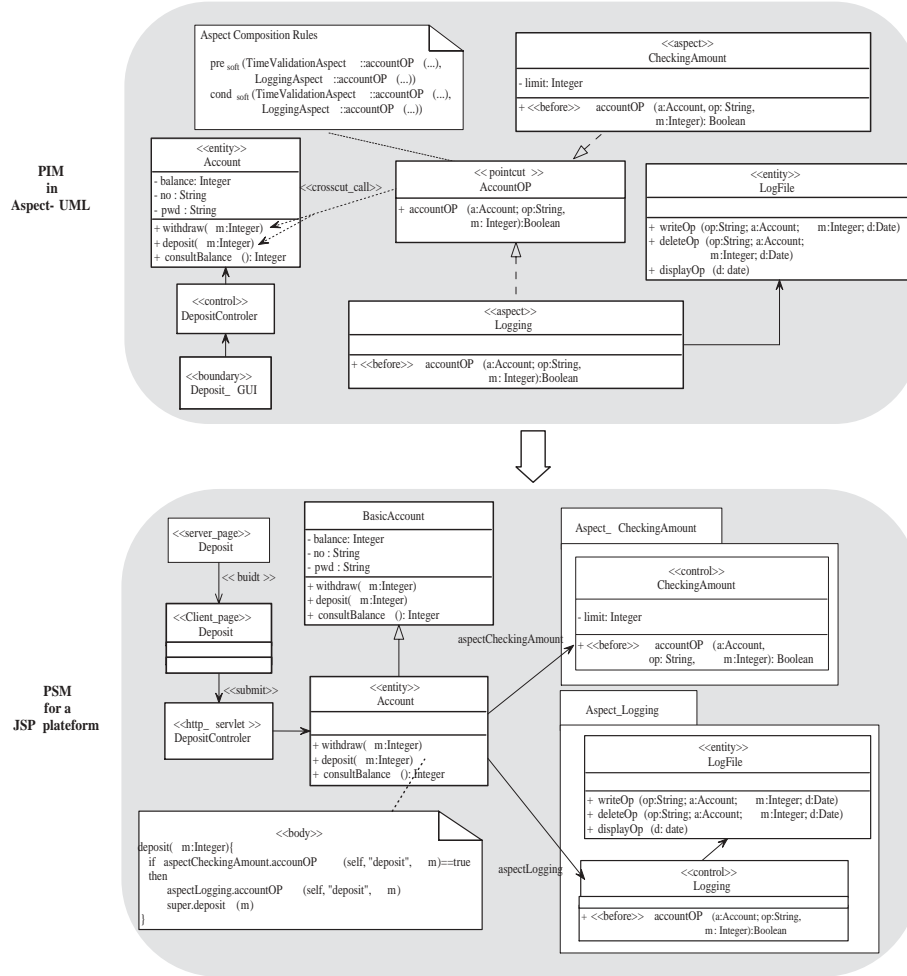 Aspect Composition Rules
pre soft (TimeValidationAspect ::accountOP (...),
LoggingAspect ::accountOP (...))
cond soft (TimeValidationAspect ::accountOP (...),
LoggingAspect ::accountOP (...))
<<aspect>>
CheckingAmount
- limit: Integer
+ <<before>> accountOP (a:Account, op: String,
m:Integer): Boolean
PIM
in
Aspect- UML
<<entity>>
Account
- balance: Integer
- no : String
- pwd : String
+ withdraw( m:Integer)
+ deposit( m:Integer)
+ consultBalance (): Integer
<<crosscut_call>>
<< pointcut >>
AccountOP
+ accountOP (a:Account; op:String,
m: Integer):Boolean
<<entity>>
LogFile
+ writeOp (op:String; a:Account; m:Integer; d:Date)
+ deleteOp (op:String; a:Account;
m:Integer; d:Date)
+ displayOp (d: date)
<<control>>
DepositControler
<<boundary>>
Deposit_ GUI
<<aspect>>
Logging
+ <<before>> accountOP (a:Account; op:String,
m: Integer):Boolean
PSM
for a
JSP plateform
<<server_page>>
Deposit
<< buidt >>
<<Client_page>>
Deposit
<<submit>>
<<http_ servlet >>
DepositControler
BasicAccount
- balance: Integer
- no : String
- pwd : String
+ withdraw( m:Integer)
+ deposit( m:Integer)
+ consultBalance (): Integer
<<entity>>
Account
+ withdraw( m:Integer)
+ deposit( m:Integer)
+ consultBalance (): Integer
aspectCheckingAmount
Aspect_ CheckingAmount
<<control>>
CheckingAmount
- limit: Integer
+ <<before>> accountOP (a:Account,
op: String, m:Integer): Boolean
aspectLogging
Aspect_Logging
<<entity>>
LogFile
+ writeOp (op:String; a:Account; m:Integer; d:Date)
+ deleteOp (op:String; a:Account; m:Integer; d:Date)
+ displayOp (d: date)
<<control>>
Logging
+ <<before>> accountOP (a:Account; op:String,
m: Integer):Boolean
<<body>>
deposit( m:Integer){
if aspectCheckingAmount.accounOP (self, "deposit", m)==true
then
aspectLogging.accountOP (self, "deposit", m)
super.deposit (m)
}